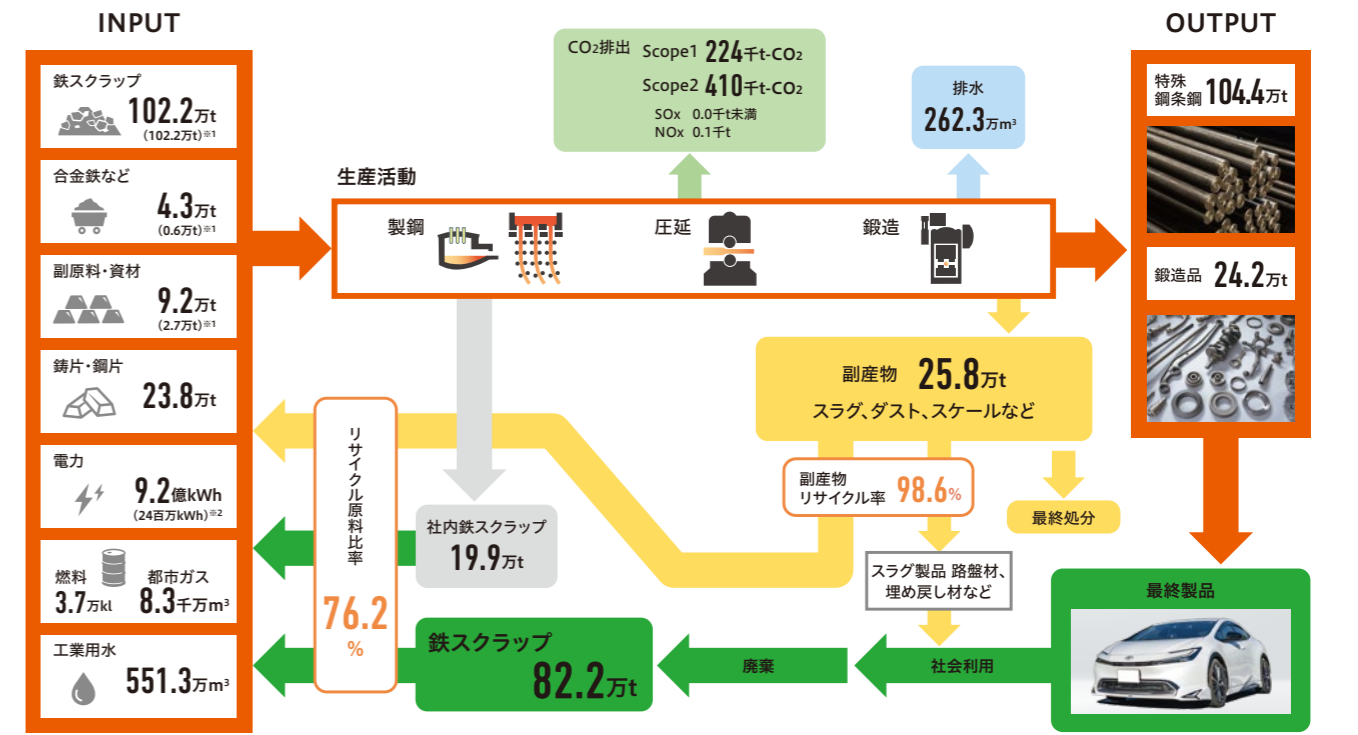 INPUT
鉄スクラップ
102.2万t
(102.2万t)※1
合金鉄など
4.3万t
(0.6万t)※1
副原料・資材
9.2万t
(2.7万t)※1
鋳片・鋼片
23.8万t
電力
9.2億kWh
(24百万kWh)※2
燃料
3.7万kl
都市ガス
8.3千万m³
工業用水
551.3万m³
CO₂排出 Scope1 224千t-CO₂
Scope2 410千t-CO₂
SOx 0.0千t未満
NOx 0.1千t
排水
262.3万m³
生産活動
製鋼
圧延
鍛造
副産物 25.8万t
スラグ、ダスト、スケールなど
副産物
リサイクル率 98.6%
最終処分
スラグ製品 路盤材、
埋め戻し材など
リサイクル原料比率
76.2
%
社内鉄スクラップ
19.9万t
鉄スクラップ
82.2万t
廃棄
社会利用
OUTPUT
特殊
鋼条鋼 104.4万t
鍛造品 24.2万t
最終製品